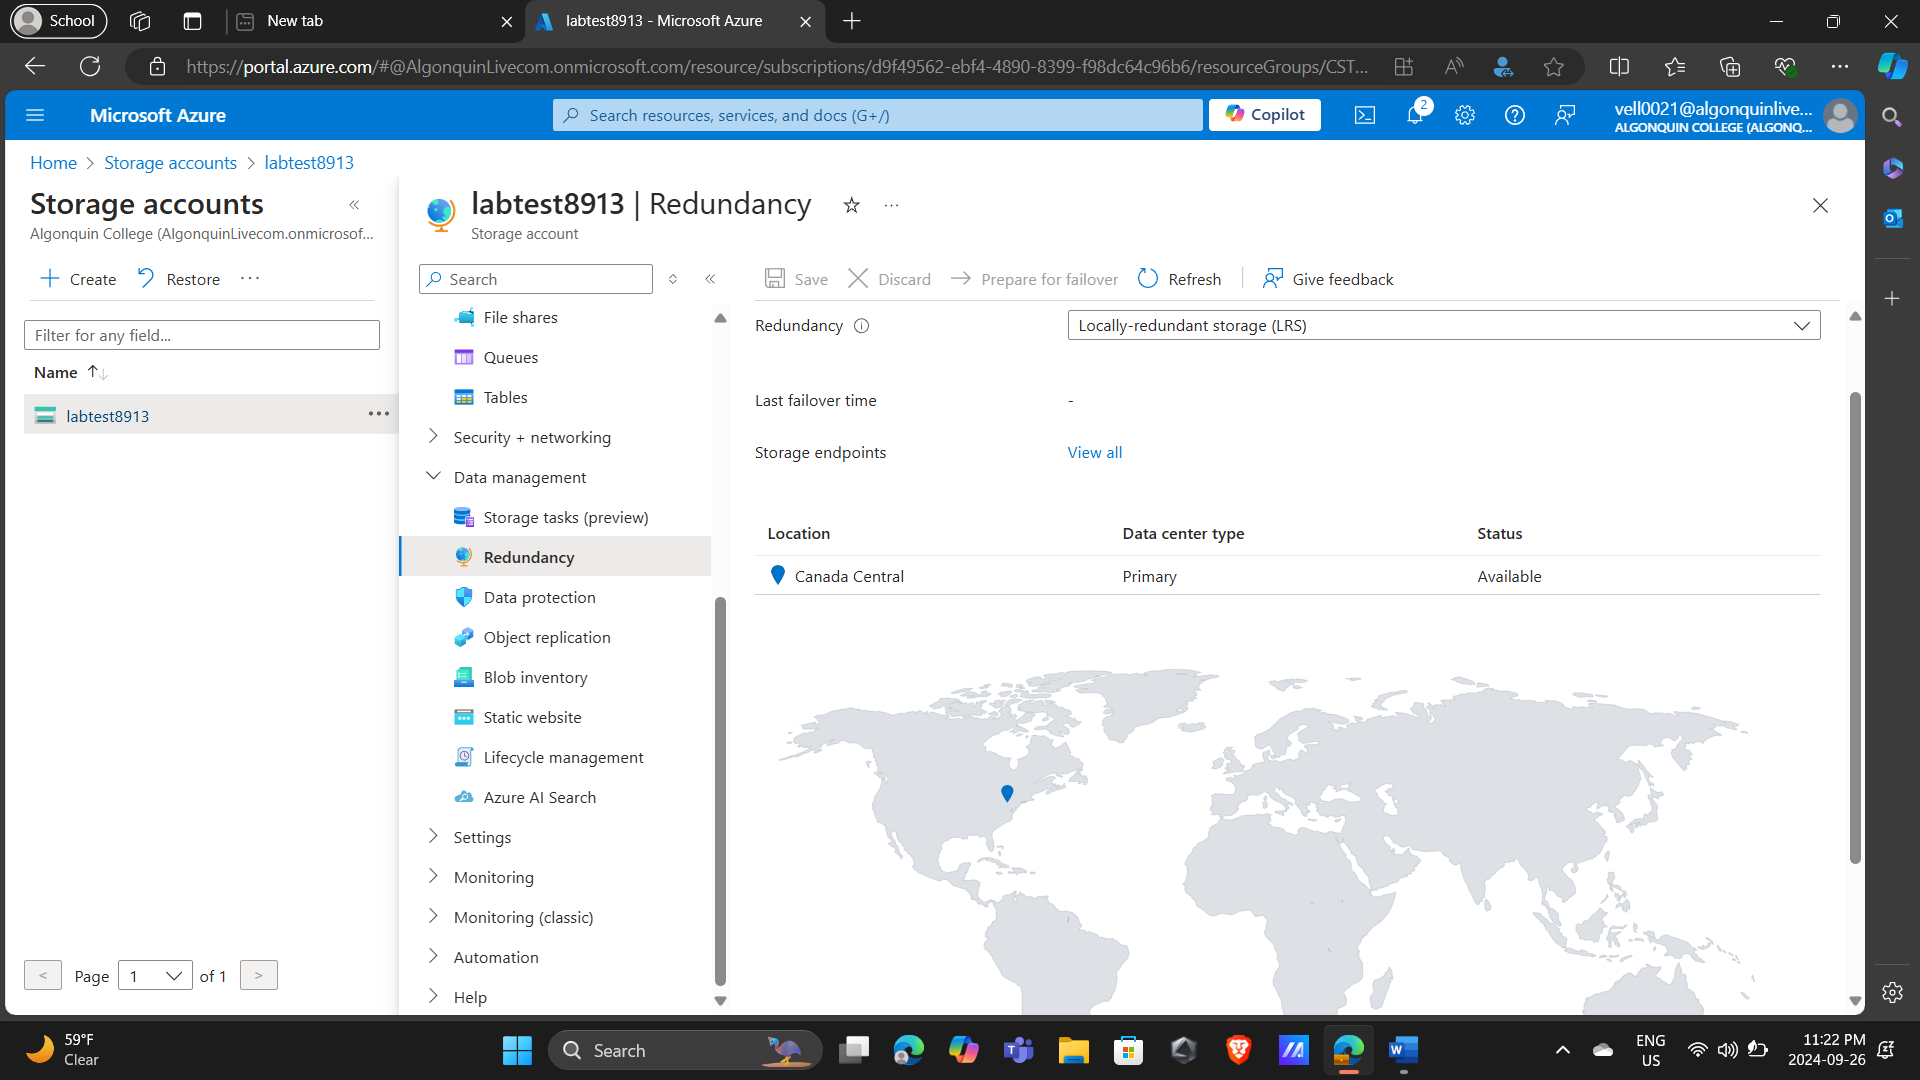 School
New tab
labtest8913 - Microsoft Azure
https://portal.azure.com/#@AlgonquinLivecom.onmicrosoft.com/resource/subscriptions/d9f49562-ebf4-4890-8399-f98dc64c96b6/resourceGroups/CST...
Microsoft Azure
Search resources, services, and docs (G+/)
Copilot
2
vell0021@algonquinlive...
ALGONQUIN COLLEGE (ALGONQ...
Home > Storage accounts > labtest8913
Storage accounts
Algonquin College (AlgonquinLivecom.onmicrosof...
Create
Restore
Filter for any field...
Name
labtest8913
< Page 1 of 1 >
labtest8913 | Redundancy
Storage account
Search
File shares
Queues
Tables
Security + networking
Data management
Storage tasks (preview)
Redundancy
Data protection
Object replication
Blob inventory
Static website
Lifecycle management
Azure AI Search
Settings
Monitoring
Monitoring (classic)
Automation
Help
Save
Discard
Prepare for failover
Refresh
Give feedback
Redundancy
Locally-redundant storage (LRS)
Last failover time
-
Storage endpoints
View all
Location Data center type Status
Canada Central Primary Available
59°F
Clear
Search
ENG
US
11:22 PM
2024-09-26